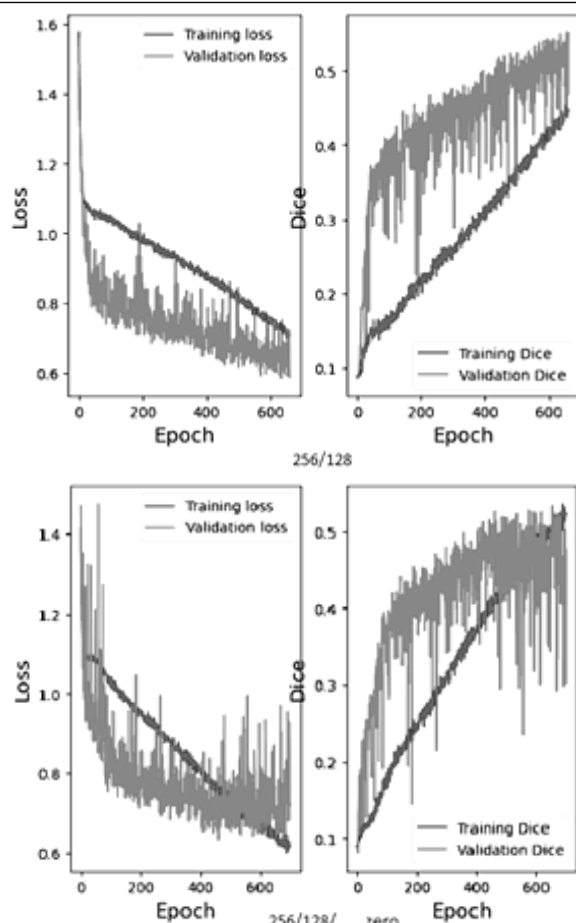 1.6
1.4
1.2
1.0
0.8
0.6
Loss
Training loss
Validation loss
0 200 400 600
Epoch
0.5
0.4
0.3
0.2
0.1
Dice
Training Dice
Validation Dice
0 200 400 600
Epoch
256/128
1.4
1.2
1.0
0.8
0.6
Loss
Training loss
Validation loss
0 200 400 600
Epoch
0.5
0.4
0.3
0.2
0.1
Dice
Training Dice
Validation Dice
0 200 400 600
Epoch
256/128/ zero